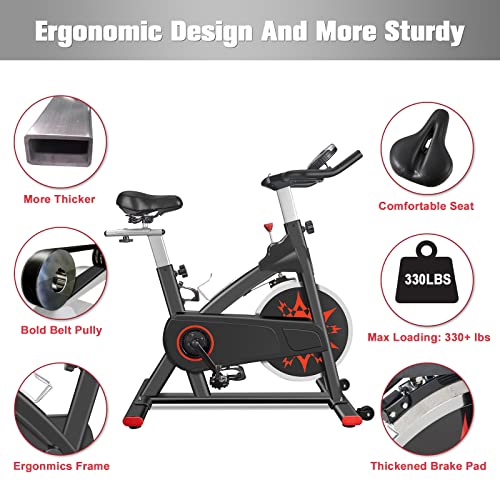 Ergonomic Design And More Sturdy
More Thicker
Comfortable Seat
330LBS
Bold Belt Pully
Max Loading: 330+ lbs
Ergonmics Frame
Thickened Brake Pad